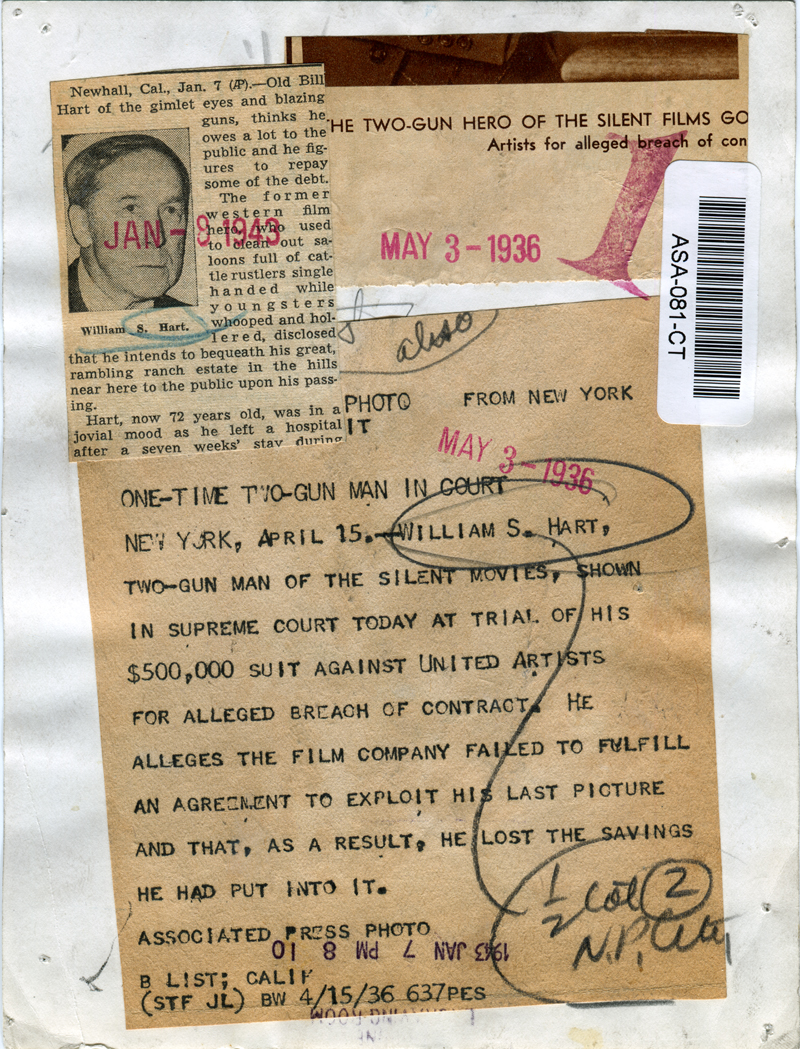 Newhall, Cal., Jan. 7 (AP).—Old Bill
Hart of the gimlet eyes and blazing
guns, thinks he
owes a lot to the
public and he fig-
ures to repay
some of the debt.
The former
western film
hero, who used
to clean out sa-
loons full of cat-
tle rustlers single
handed while
youngsters
whooped and hol-
lered, disclosed
that he intends to bequeath his great,
rambling ranch estate in the hills
near here to the public upon his pass-
ing.
Hart, now 72 years old, was in a
jovial mood as he left a hospital
after a seven weeks' stay during
JAN - 9 1943
William S. Hart.
HE TWO-GUN HERO OF THE SILENT FILMS GO
Artists for alleged breach of con
MAY 3 - 1936
ASA-081-CT
also
PHOTO FROM NEW YORK
IT
MAY 3 - 1936
ONE-TIME TWO-GUN MAN IN COURT
NEW YORK, APRIL 15.—WILLIAM S. HART,
TWO-GUN MAN OF THE SILENT MOVIES, SHOWN
IN SUPREME COURT TODAY AT TRIAL OF HIS
$500,000 SUIT AGAINST UNITED ARTISTS
FOR ALLEGED BREACH OF CONTRACT. HE
ALLEGES THE FILM COMPANY FAILED TO FULFILL
AN AGREEMENT TO EXPLOIT HIS LAST PICTURE
AND THAT, AS A RESULT, HE LOST THE SAVINGS
HE HAD PUT INTO IT.
1/2 col 2
N.P. City
ASSOCIATED PRESS PHOTO
1943 JAN 7 PM 8 10
B LIST; CALIF
(STF JL) BW 4/15/36 637PES